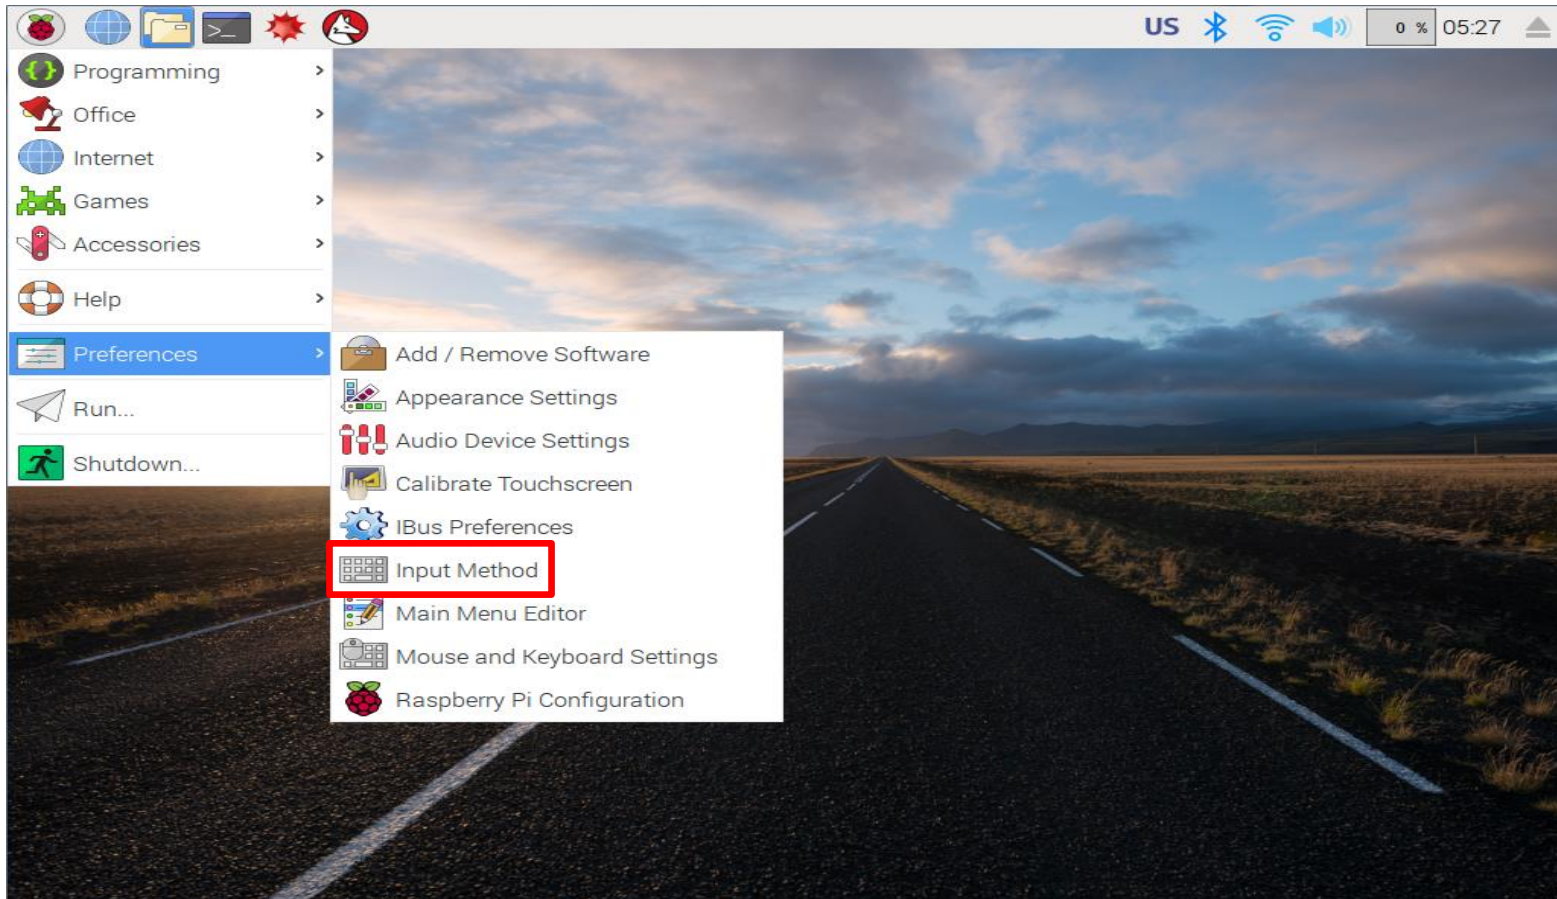 US
0 %
05:27
Programming
Office
Internet
Games
Accessories
Help
Preferences
Run...
Shutdown...
Add / Remove Software
Appearance Settings
Audio Device Settings
Calibrate Touchscreen
IBus Preferences
Input Method
Main Menu Editor
Mouse and Keyboard Settings
Raspberry Pi Configuration